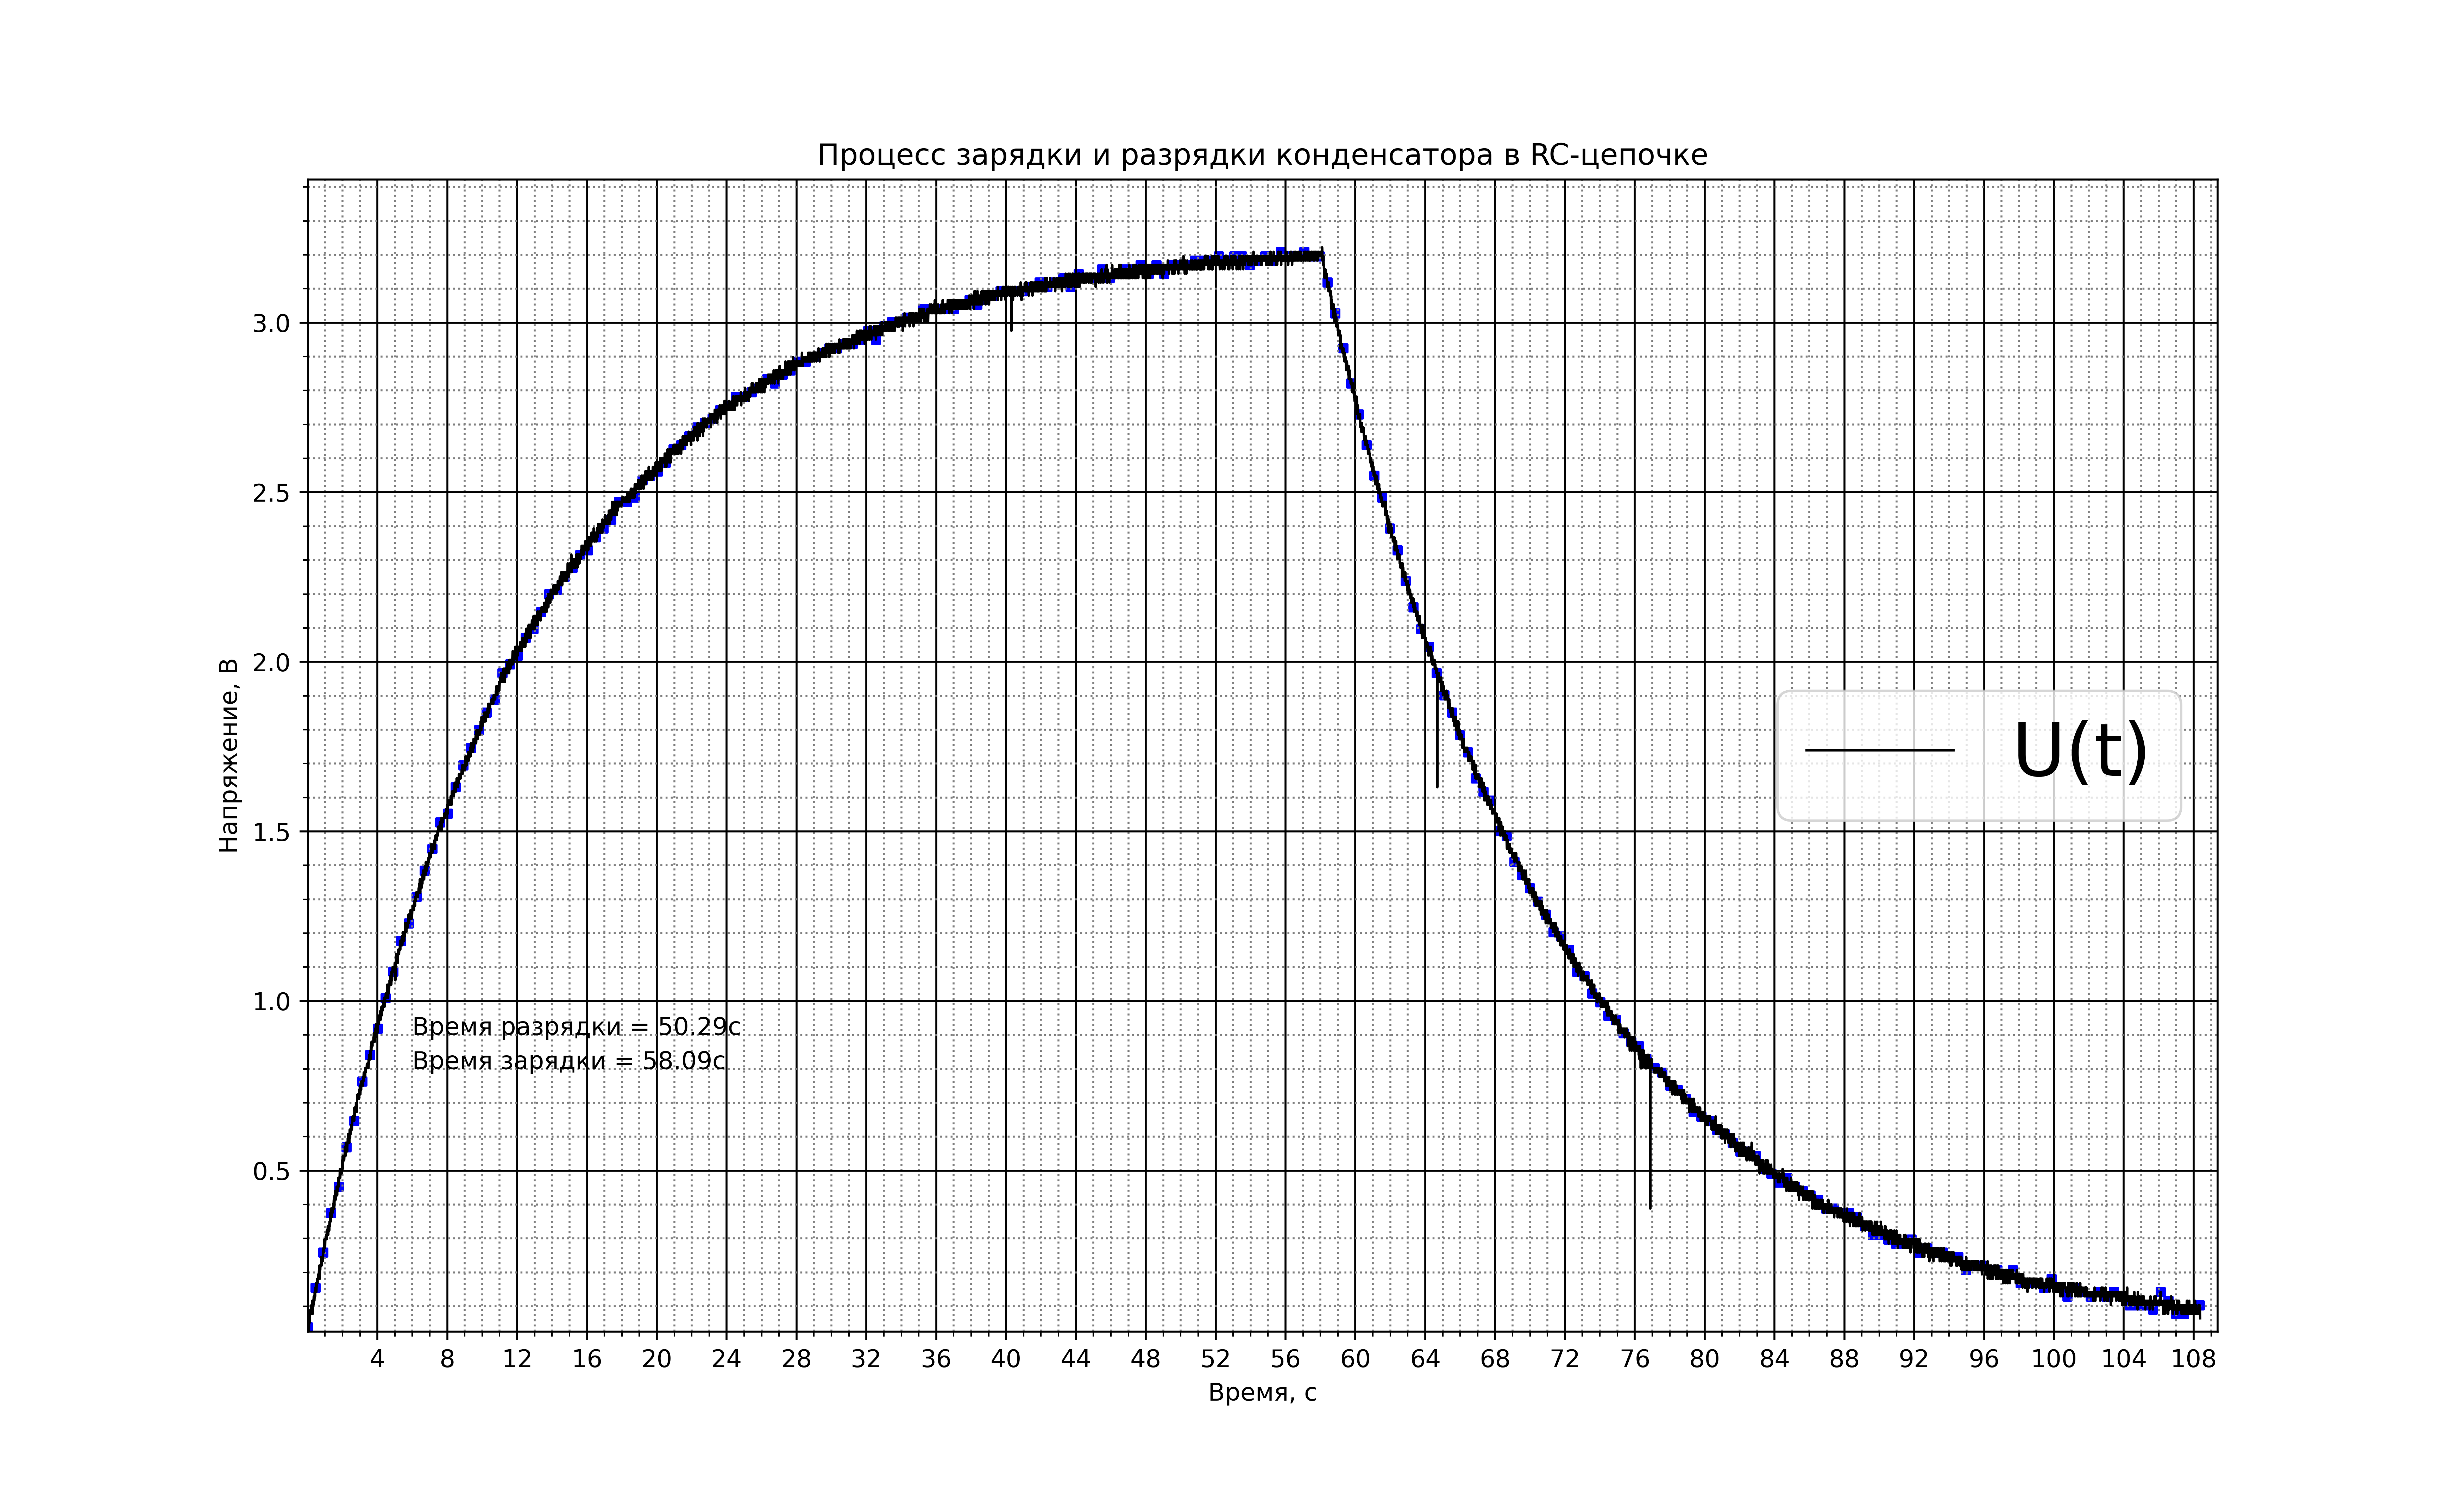 Процесс зарядки и разрядки конденсатора в RC-цепочке
Напряжение, В
3.0
2.5
2.0
1.5
1.0
0.5
U(t)
Время разрядки = 50.29с
Время зарядки = 58.09с
4 8 12 16 20 24 28 32 36 40 44 48 52 56 60 64 68 72 76 80 84 88 92 96 100 104 108
Время, с